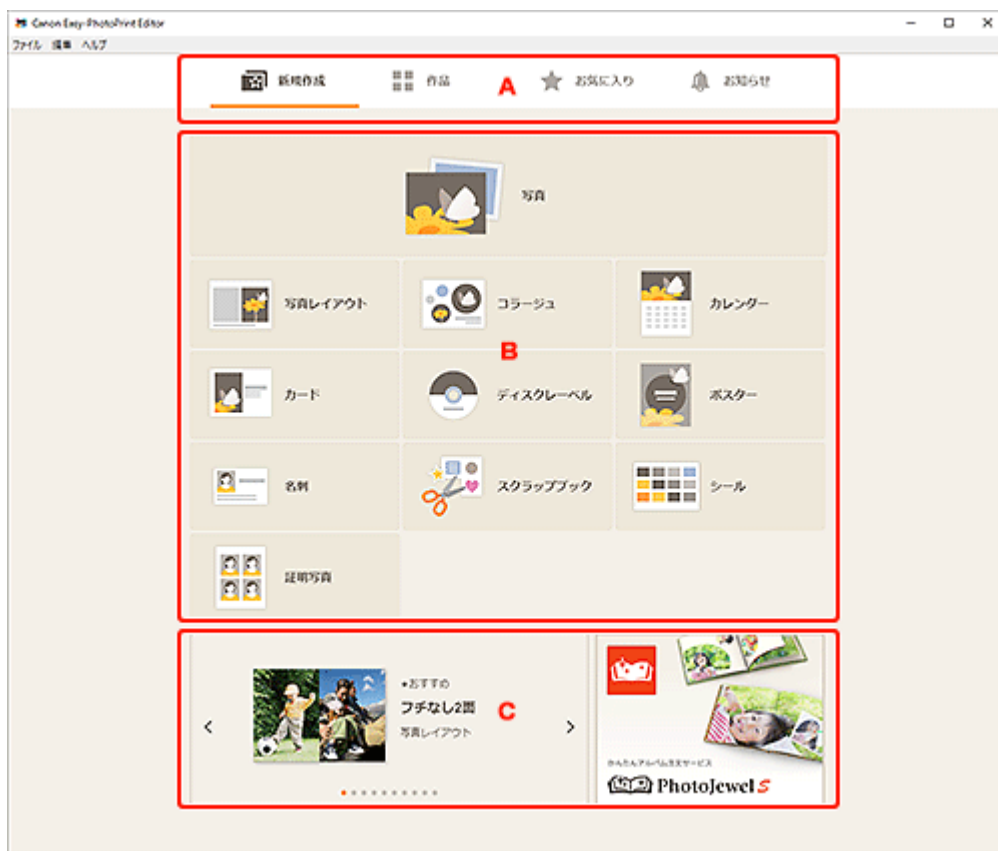 Canon Easy-PhotoPrint Editor
ファイル 編集 ヘルプ
新規作成 作品 A お気に入り お知らせ
写真
写真レイアウト コラージュ カレンダー
B
カード ディスクレーベル ポスター
名刺 スクラップブック シール
証明写真
●おすすめ
フチなし2面 C
写真レイアウト
かんたんアルバム注文サービス
PhotoJewel S